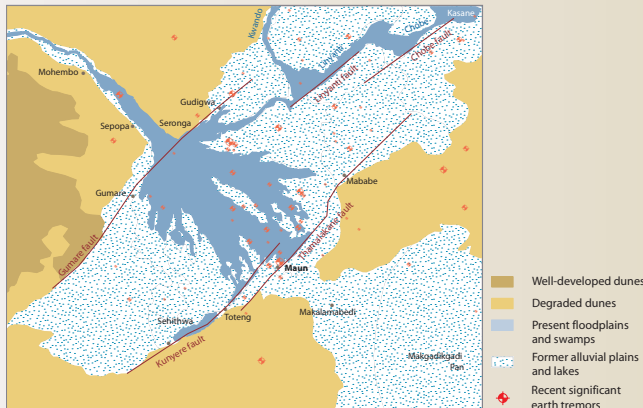 Kasane
Kwando
Chobe
Linyanti
Chobe fault
Linyanti fault
Mohembo
Gudigwa
Seronga
Sepopa
Mababe
Gumare
Thamalakane fault
Gumare fault
Maun
Makalamabedi
Toteng
Sehithwa
Kunyere fault
Makgadikgadi
Pan
Well-developed dunes
Degraded dunes
Present floodplains
and swamps
Former alluvial plains
and lakes
Recent significant
earth tremors